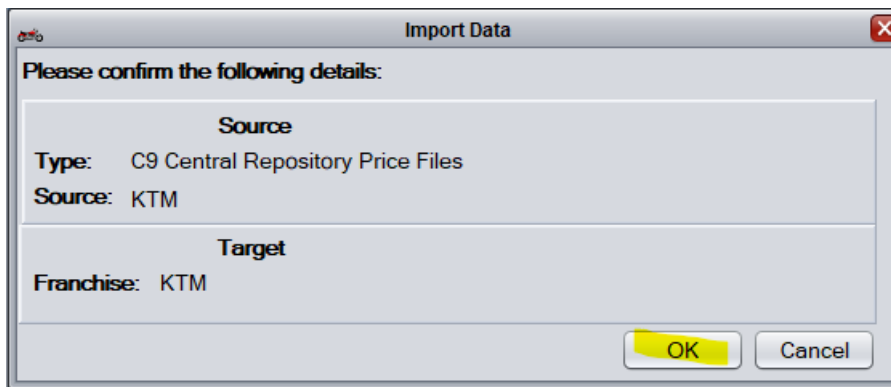 Import Data
Please confirm the following details:
Source
Type: C9 Central Repository Price Files
Source: KTM
Target
Franchise: KTM
OK Cancel